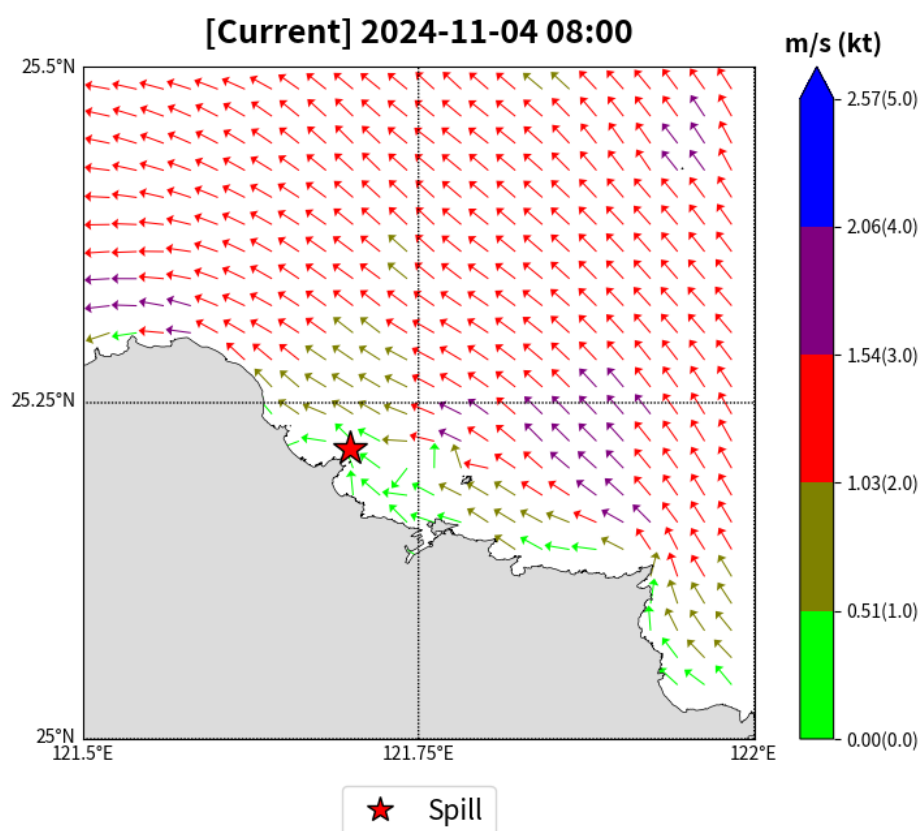 [Current] 2024-11-04 08:00
m/s (kt)
25.5°N
25.25°N
25°N
121.5°E
121.75°E
122°E
2.57(5.0)
2.06(4.0)
1.54(3.0)
1.03(2.0)
0.51(1.0)
0.00(0.0)
Spill